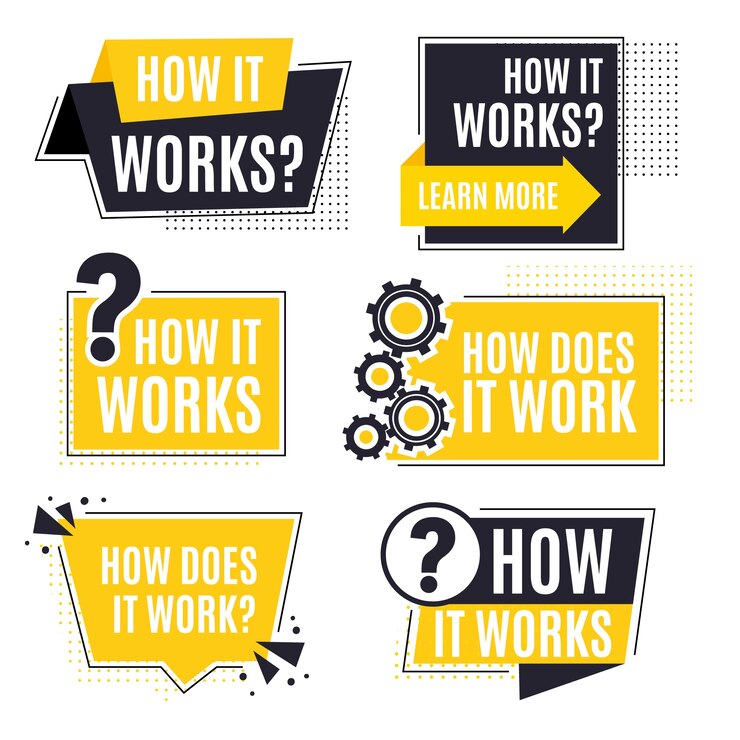 HOW IT
WORKS?
HOW IT
WORKS?
LEARN MORE
?
HOW IT
WORKS
HOW DOES
IT WORK
HOW DOES
IT WORK?
?
HOW
IT WORKS